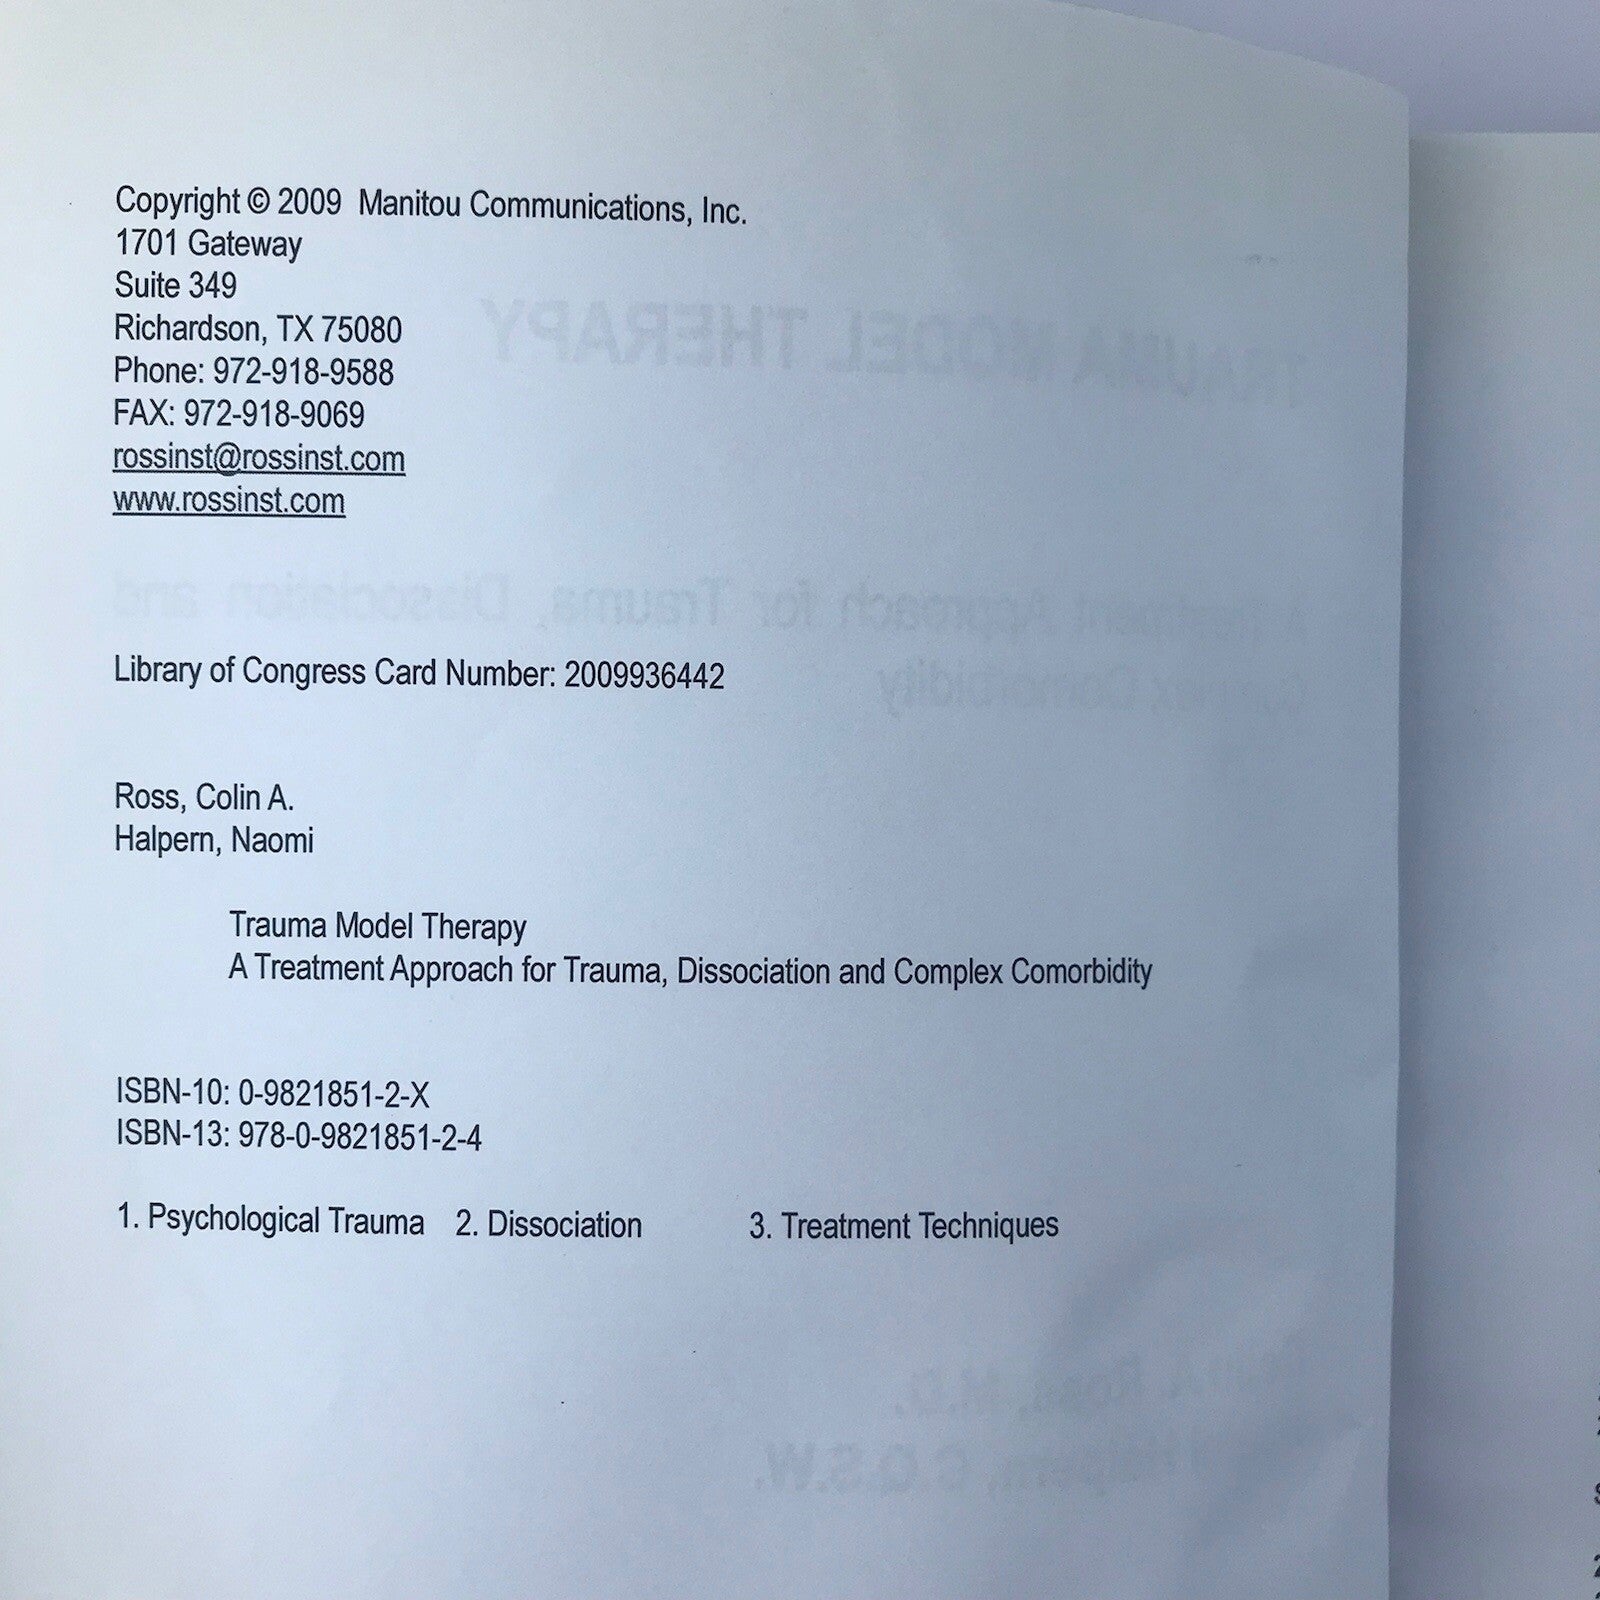 Copyright © 2009  Manitou Communications, Inc.
1701 Gateway
Suite 349
Richardson, TX 75080
Phone: 972-918-9588
FAX: 972-918-9069
rossinst@rossinst.com
www.rossinst.com
Library of Congress Card Number: 2009936442
Ross, Colin A.
Halpern, Naomi
Trauma Model Therapy
A Treatment Approach for Trauma, Dissociation and Complex Comorbidity
ISBN-10: 0-9821851-2-X
ISBN-13: 978-0-9821851-2-4
1. Psychological Trauma   2. Dissociation   3. Treatment Techniques